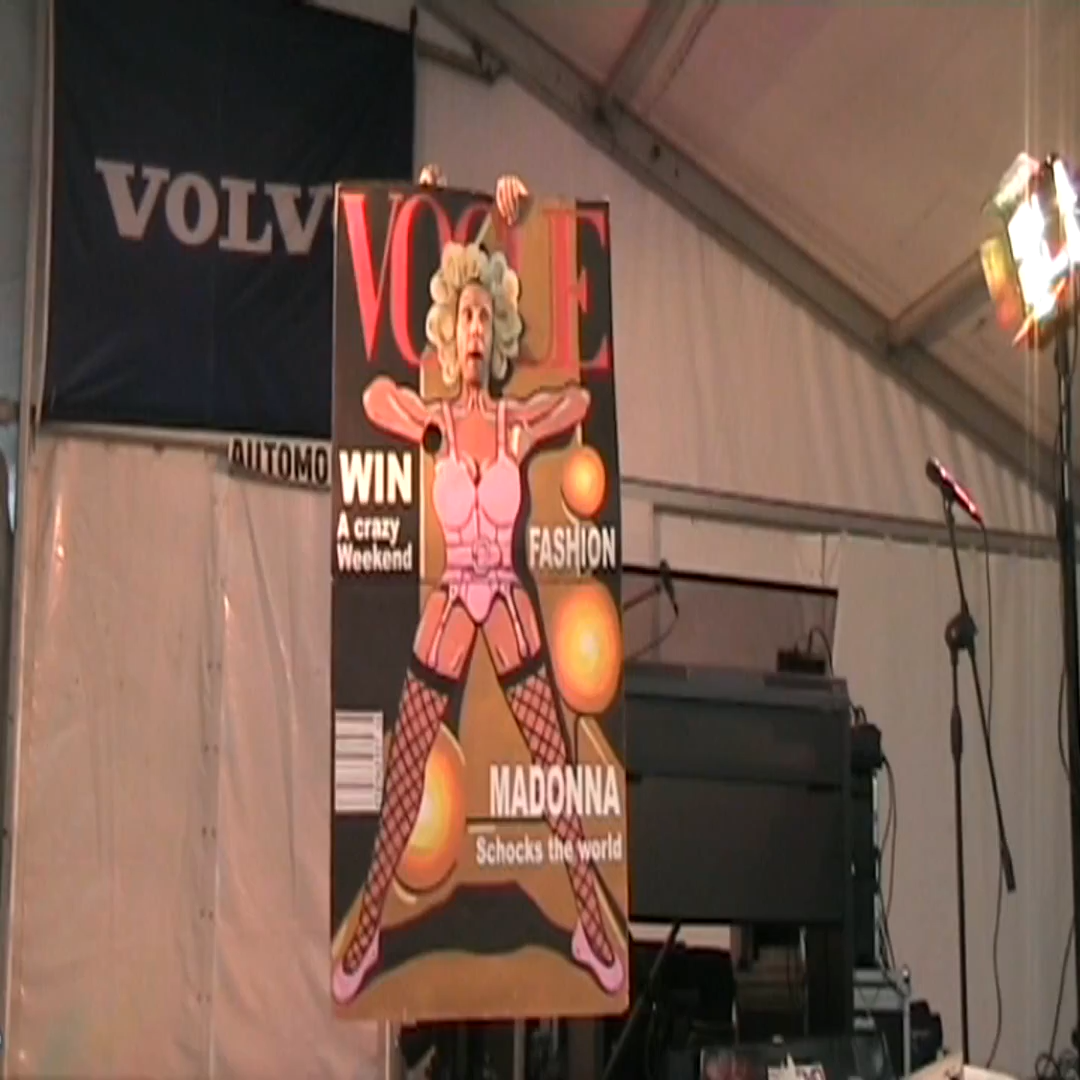 VOLV
VOGUE
AUTOMO
WIN
A crazy
Weekend
FASHION
MADONNA
Schocks the world